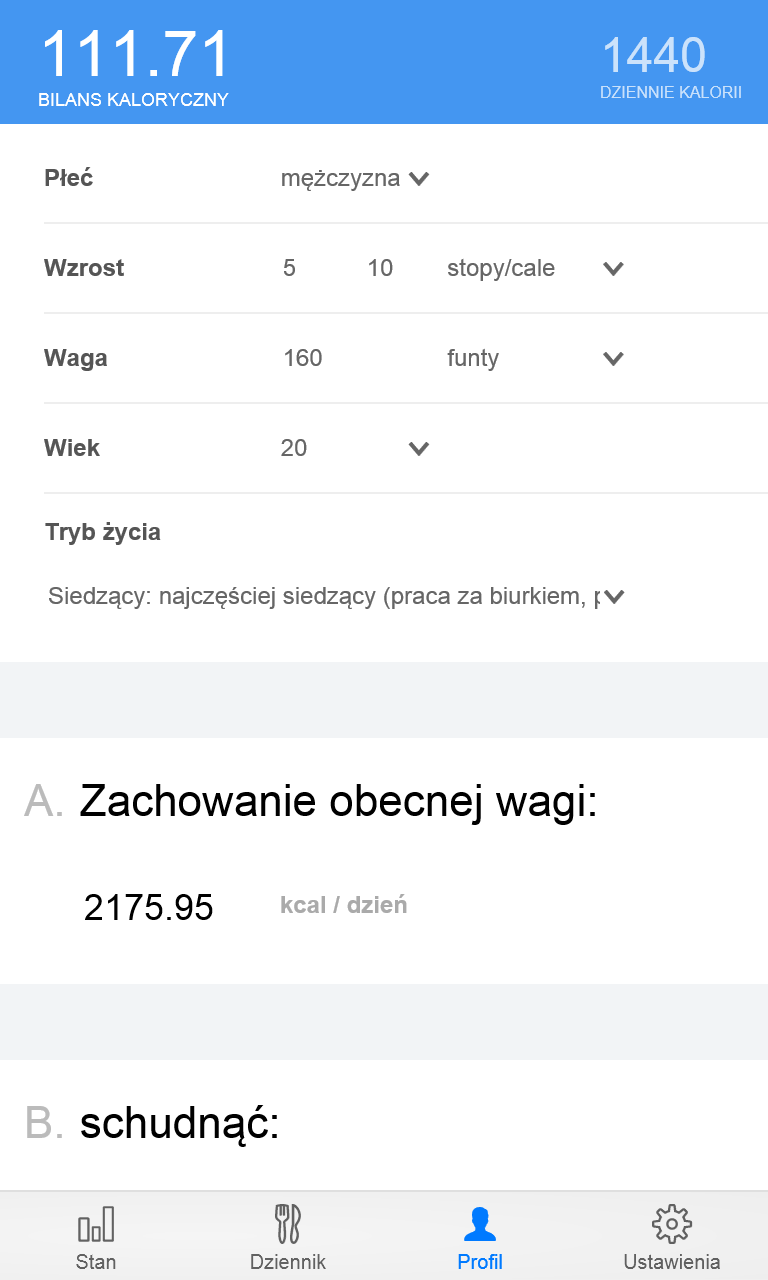 111.71
BILANS KALORYCZNY
1440
DZIENNIE KALORII
Płeć mężczyzna
Wzrost 5 10 stopy/cale
Waga 160 funty
Wiek 20
Tryb życia
Siedzący: najczęściej siedzący (praca za biurkiem,
A. Zachowanie obecnej wagi:
2175.95 kcal / dzień
B. schudnąć:
Stan Dziennik Profil Ustawienia